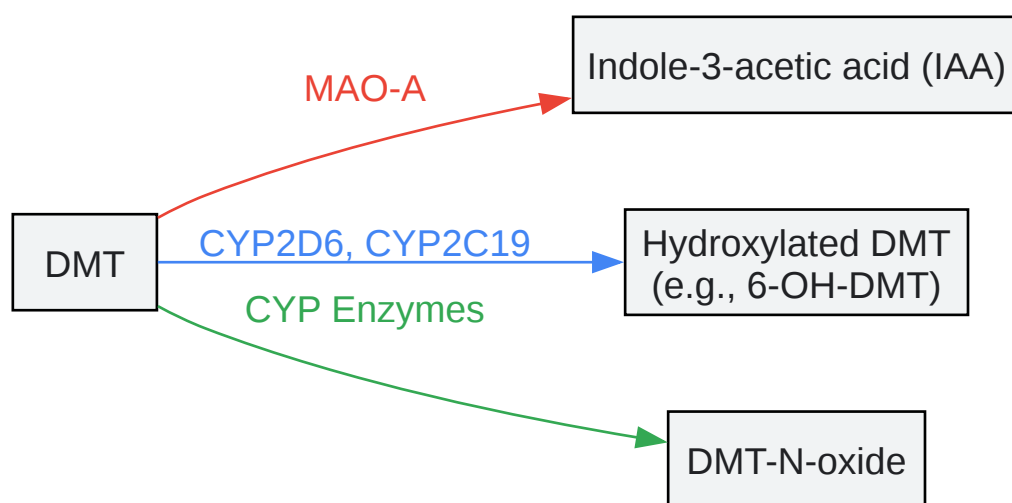 MAO-A
Indole-3-acetic acid (IAA)
DMT
CYP2D6, CYP2C19
Hydroxylated DMT
(e.g., 6-OH-DMT)
CYP Enzymes
DMT-N-oxide